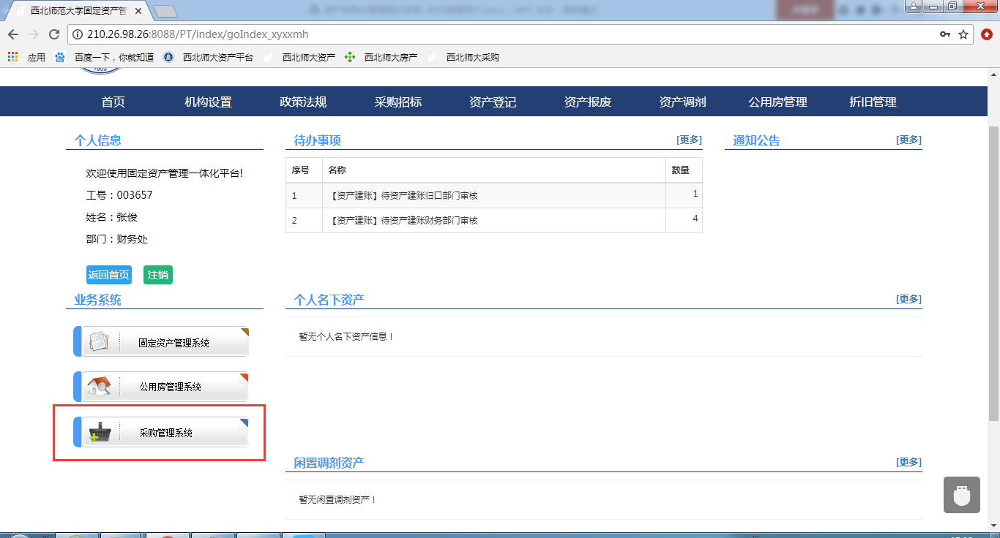 西北师范大学固定资产管
210.26.98.26:8088/PT/index/goIndex_xyxxmh
应用 百度一下，你就知道 西北师大资产平台 西北师大资产 西北师大房产 西北师大采购
1902
首页 机构设置 政策法规 采购招标 资产登记 资产报废 资产调剂 公用房管理 折旧管理
个人信息
欢迎使用固定资产管理一体化平台!
工号：003657
姓名：张俊
部门：财务处
返回首页 注销
待办事项 [更多]
序号 名称 数量
1 【资产建账】待资产建账归口部门审核 1
2 【资产建账】待资产建账财务部门审核 4
通知公告 [更多]
业务系统
固定资产管理系统
公用房管理系统
采购管理系统
个人名下资产 [更多]
暂无个人名下资产信息！
闲置调剂资产 [更多]
暂无闲置调剂资产！